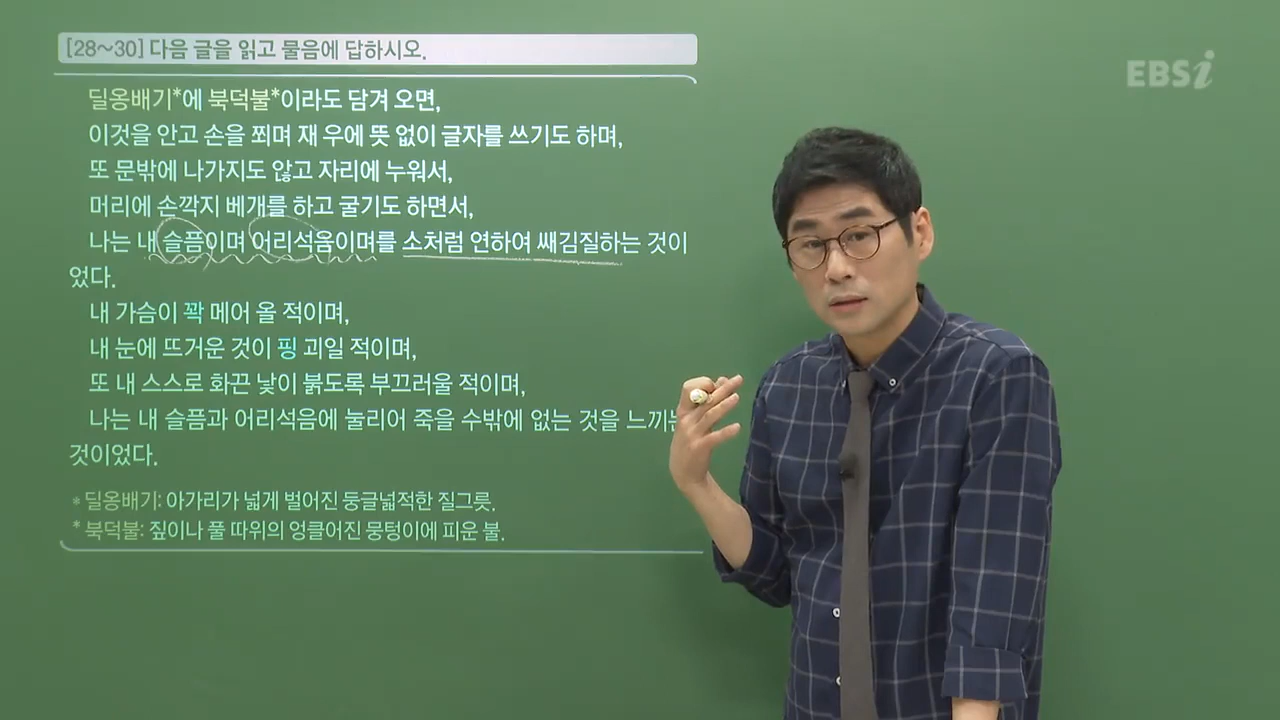 [28~30] 다음 글을 읽고 물음에 답하시오.
EBSi
딜옹배기*에 북덕불*이라도 담겨 오면,
이것을 안고 손을 쬐며 재 우에 뜻 없이 글자를 쓰기도 하며,
또 문밖에 나가지도 않고 자리에 누워서,
머리에 손깍지 베개를 하고 굴기도 하면서,
나는 내 슬픔이며 어리석음이며를 소처럼 연하여 쌔김질하는 것이
었다.
내 가슴이 꽉 메어 올 적이며,
내 눈에 뜨거운 것이 핑 괴일 적이며,
또 내 스스로 화끈 낯이 붉도록 부끄러울 적이며,
나는 내 슬픔과 어리석음에 눌리어 죽을 수밖에 없는 것을 느끼는
것이었다.
* 딜옹배기: 아가리가 넓게 벌어진 둥글넓적한 질그릇.
* 북덕불: 짚이나 풀 따위의 엉클어진 뭉텅이에 피운 불.